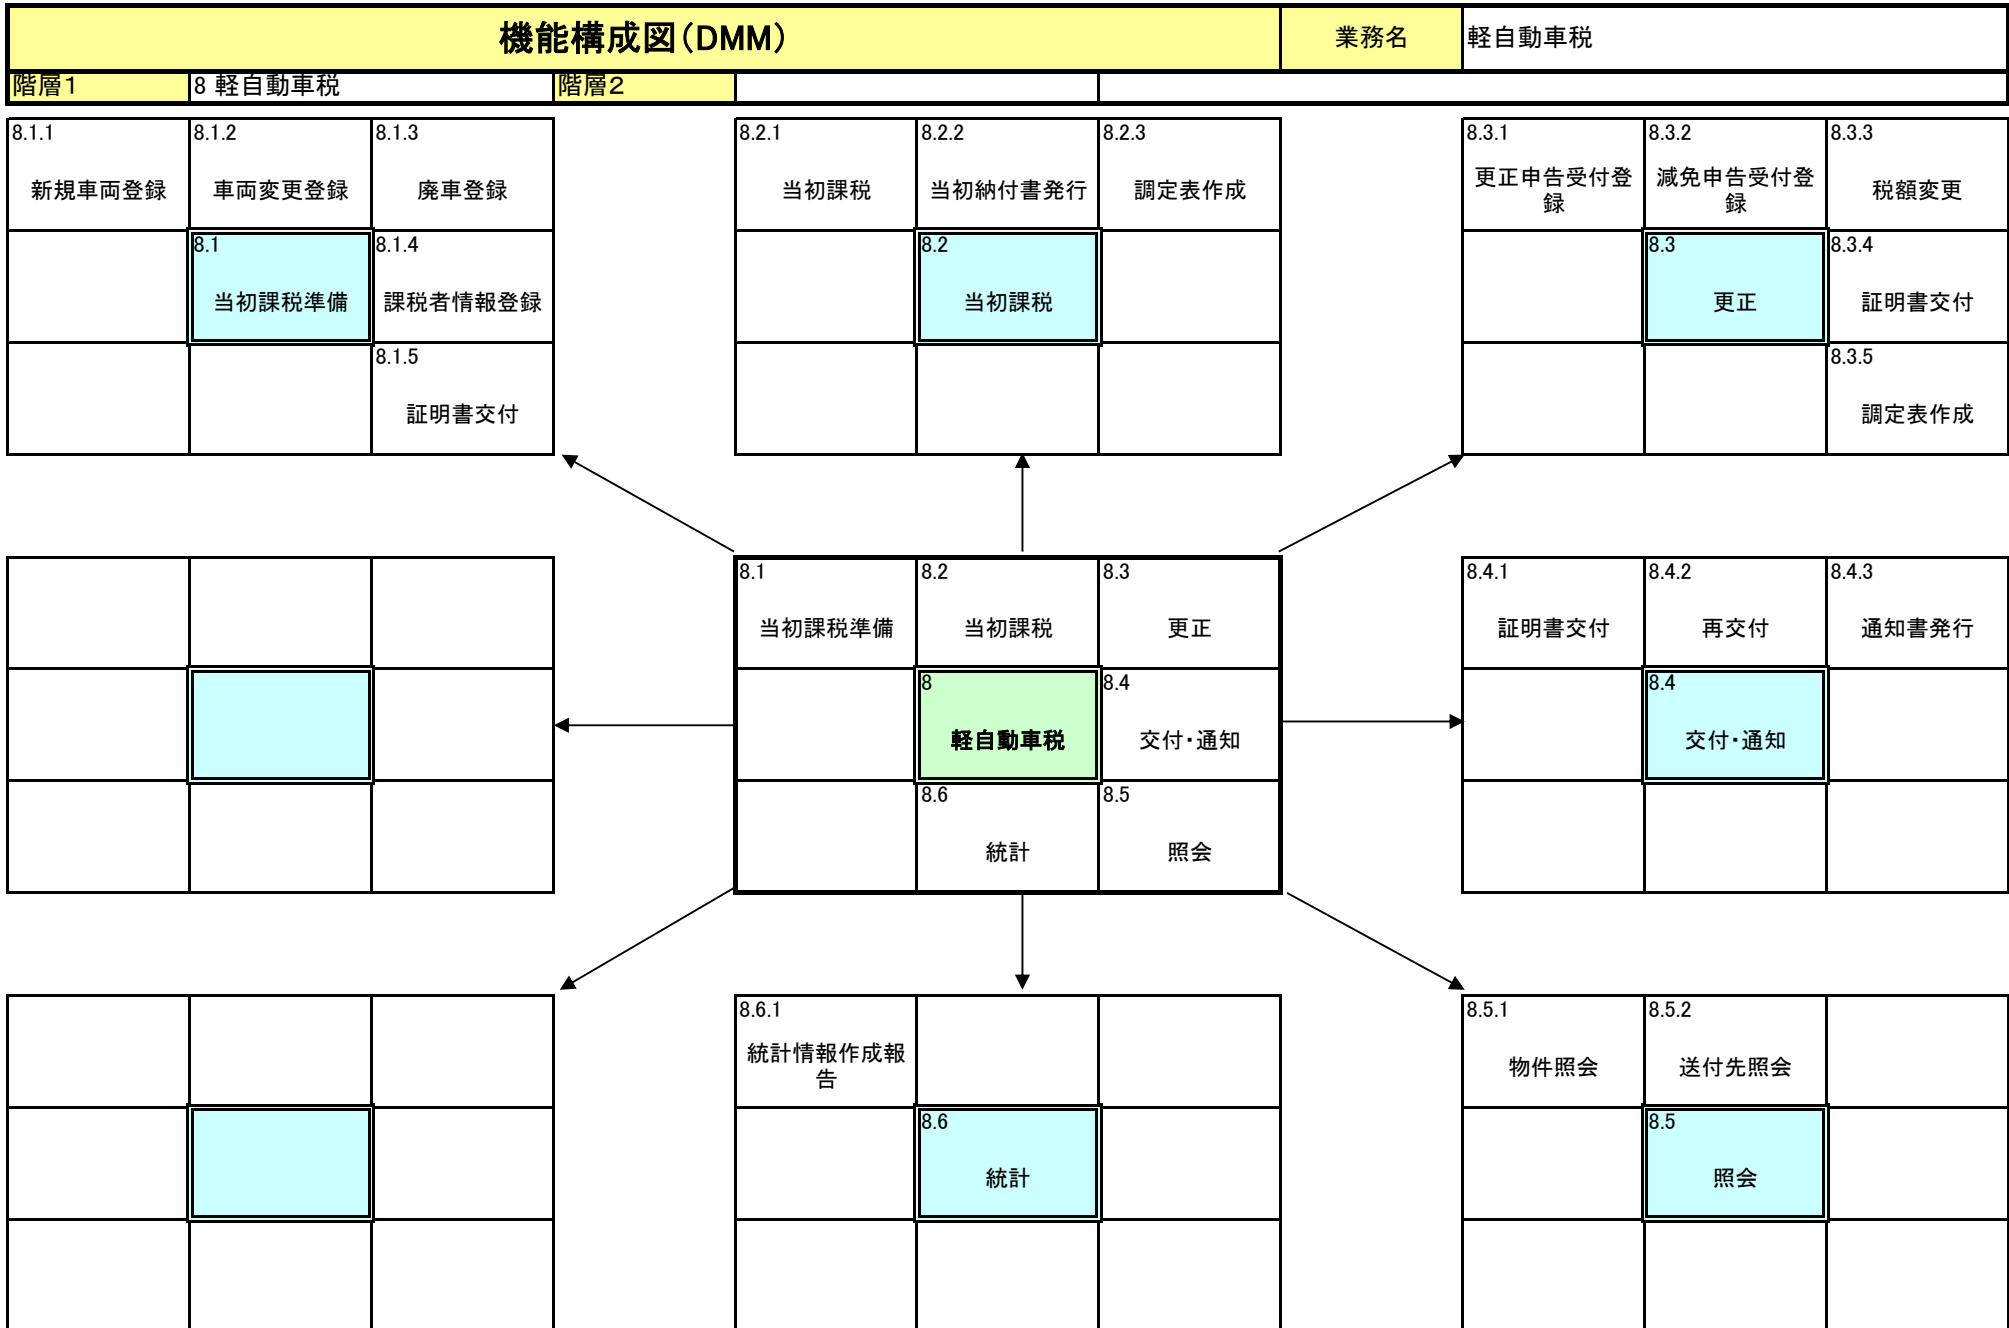 機能構成図(DMM)
業務名
軽自動車税
階層1
8 軽自動車税
階層2
8.1.1
新規車両登録
8.1.2
車両変更登録
8.1.3
廃車登録
8.1
当初課税準備
8.1.4
課税者情報登録
8.1.5
証明書交付
8.2.1
当初課税
8.2.2
当初納付書発行
8.2.3
調定表作成
8.2
当初課税
8.3.1
更正申告受付登
録
8.3.2
減免申告受付登
録
8.3.3
税額変更
8.3
更正
8.3.4
証明書交付
8.3.5
調定表作成
8.1
当初課税準備
8.2
当初課税
8.3
更正
8
軽自動車税
8.4
交付・通知
8.6
統計
8.5
照会
8.4.1
証明書交付
8.4.2
再交付
8.4.3
通知書発行
8.4
交付・通知
8.6.1
統計情報作成報
告
8.6
統計
8.5.1
物件照会
8.5.2
送付先照会
8.5
照会